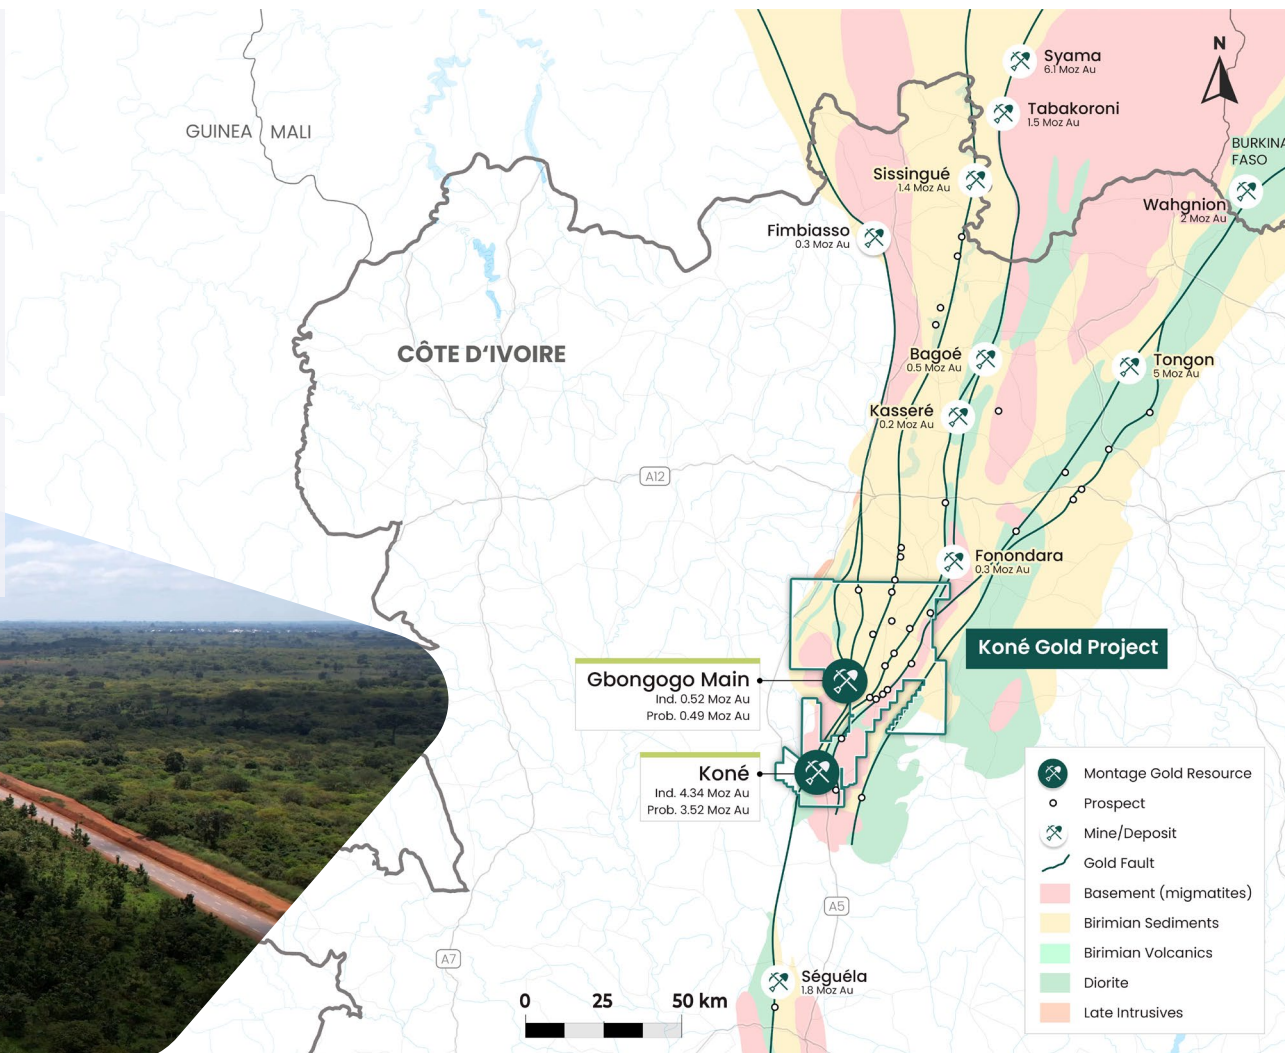 N
Syama
6.1 Moz Au
Tabakoroni
1.5 Moz Au
GUINEA
MALI
BURKINA
FASO
Sissingué
1.4 Moz Au
Wahgnion
2 Moz Au
Fimbiasso
0.3 Moz Au
CÔTE D'IVOIRE
Bagoé
0.5 Moz Au
Tongon
5 Moz Au
Kasseré
0.2 Moz Au
A12
Fonondara
0.3 Moz Au
Koné Gold Project
Gbongogo Main
Ind. 0.52 Moz Au
Prob. 0.49 Moz Au
Koné
Ind. 4.34 Moz Au
Prob. 3.52 Moz Au
Montage Gold Resource
Prospect
Mine/Deposit
Gold Fault
Basement (migmatites)
Birimian Sediments
Birimian Volcanics
Diorite
Late Intrusives
A5
A7
Séguéla
1.8 Moz Au
0 25 50 km